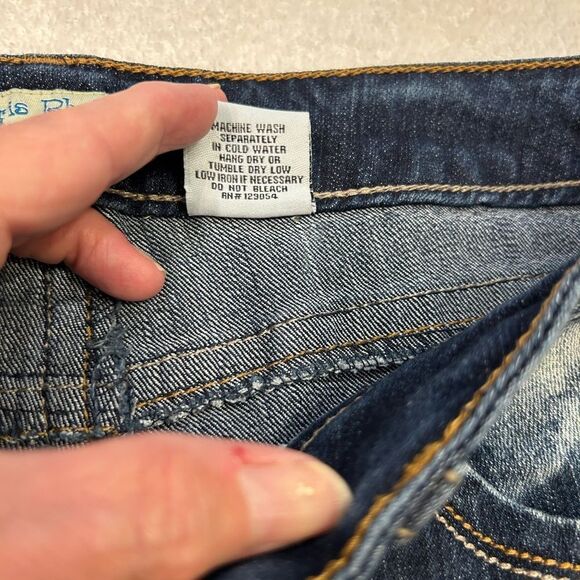 MACHINE WASH
SEPARATELY
IN COLD WATER
HANG DRY OR
TUMBLE DRY LOW
LOW IRON IF NECESSARY
DO NOT BLEACH
RN# 123054